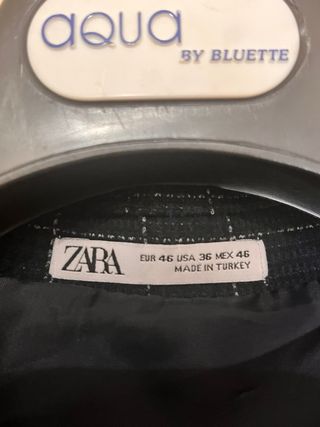 aqua
BY BLUETTE
ZARA
EUR 46 USA 36 MEX 46
MADE IN TURKEY